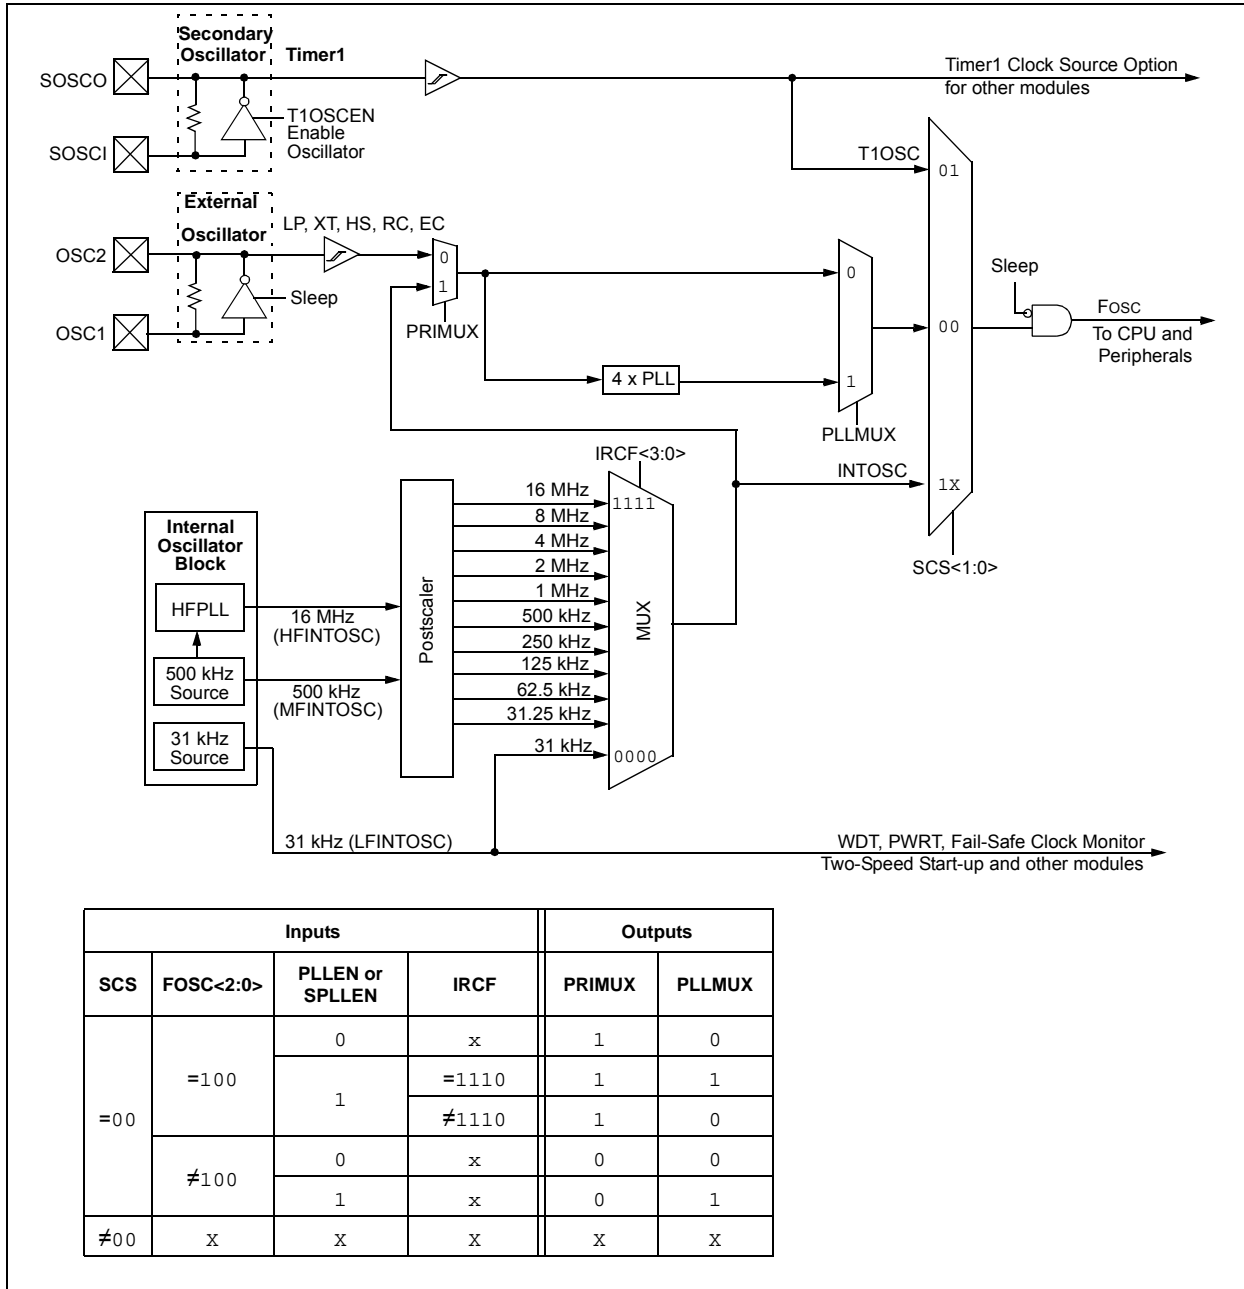 Secondary
Oscillator
Timer1
SOSCO
SOSCI
T1OSCEN
Enable
Oscillator
Timer1 Clock Source Option
for other modules
T1OSC
01
External
Oscillator
OSC2
OSC1
Sleep
LP, XT, HS, RC, EC
0
1
PRIMUX
4 x PLL
0
1
PLLMUX
00
Sleep
FOSC
To CPU and
Peripherals
INTOSC
1X
SCS<1:0>
IRCF<3:0>
Internal
Oscillator
Block
HFPLL
500 kHz
Source
31 kHz
Source
16 MHz
(HFINTOSC)
500 kHz
(MFINTOSC)
Postscaler
16 MHz
8 MHz
4 MHz
2 MHz
1 MHz
500 kHz
250 kHz
125 kHz
62.5 kHz
31.25 kHz
31 kHz
1111
MUX
0000
31 kHz (LFINTOSC)
WDT, PWRT, Fail-Safe Clock Monitor
Two-Speed Start-up and other modules
Inputs Outputs
SCS FOSC<2:0> PLLEN or SPLLEN IRCF PRIMUX PLLMUX
=00 =100 0 x 1 0
1 =1110 1 1
≠1110 1 0
≠100 0 x 0 0
1 x 0 1
≠00 X X X X X